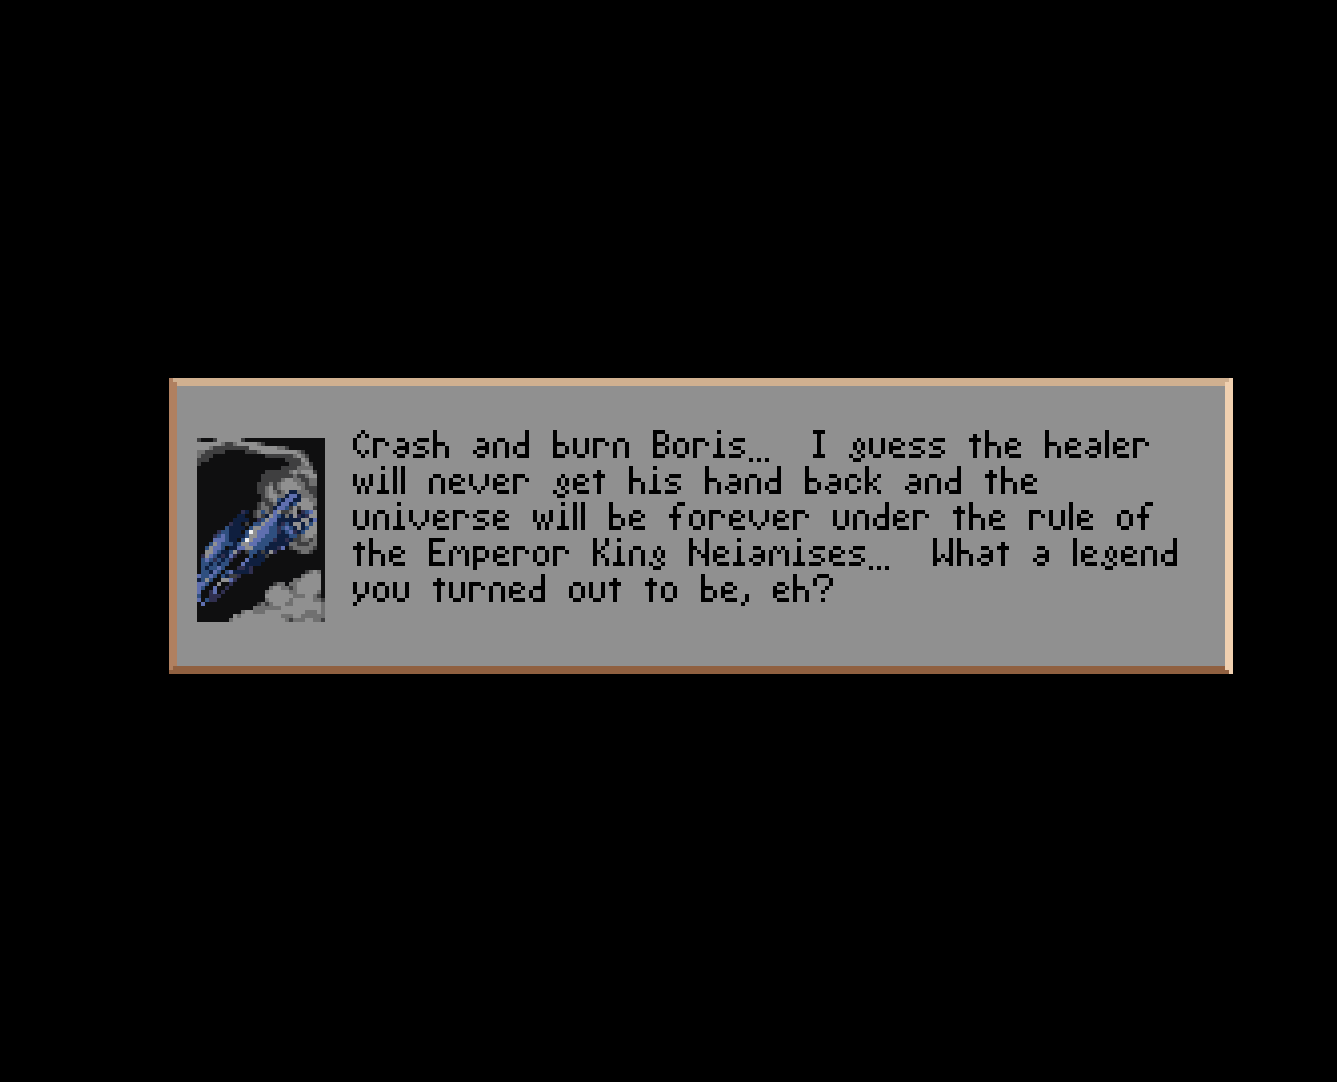 Crash and burn Boris...  I guess the healer
will never get his hand back and the
universe will be forever under the rule of
the Emperor King Neiamises...  What a legend
you turned out to be, eh?